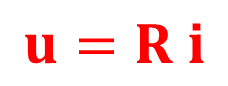 u = R i